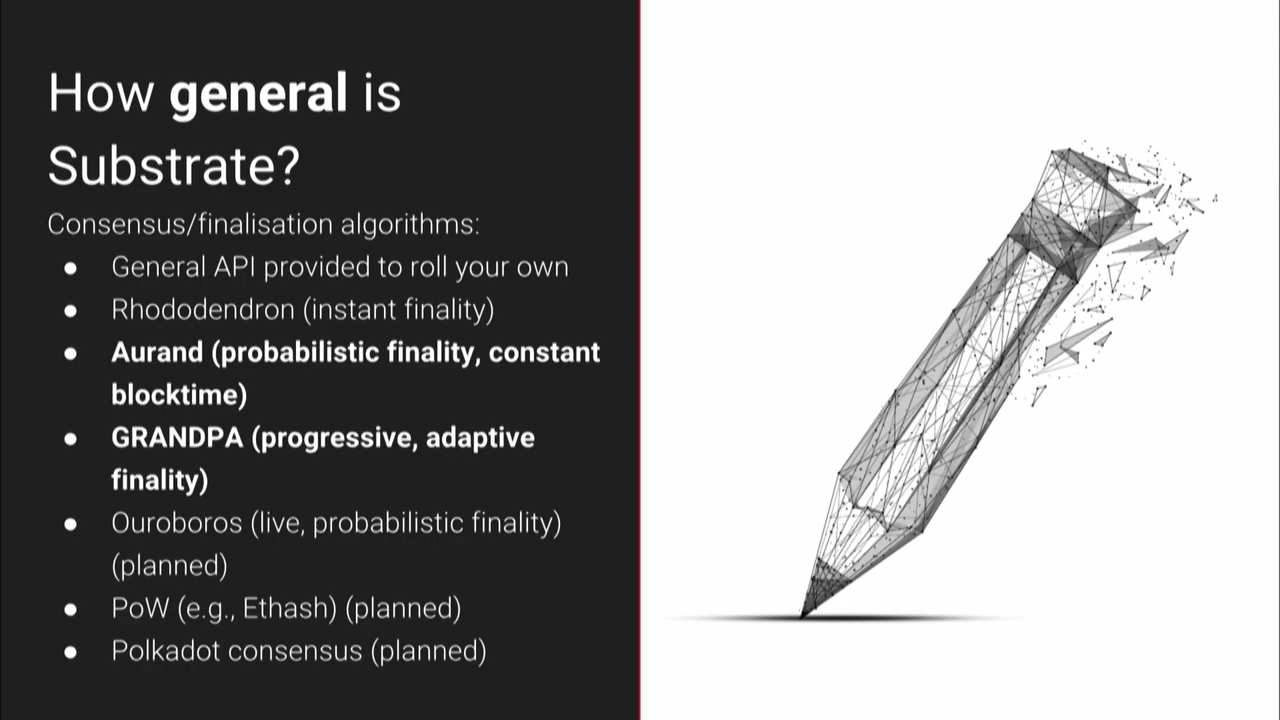 How general is
Substrate?
Consensus/finalisation algorithms:
● General API provided to roll your own
● Rhododendron (instant finality)
● Aurand (probabilistic finality, constant
blocktime)
● GRANDPA (progressive, adaptive
finality)
● Ouroboros (live, probabilistic finality)
(planned)
● PoW (e.g., Ethash) (planned)
● Polkadot consensus (planned)